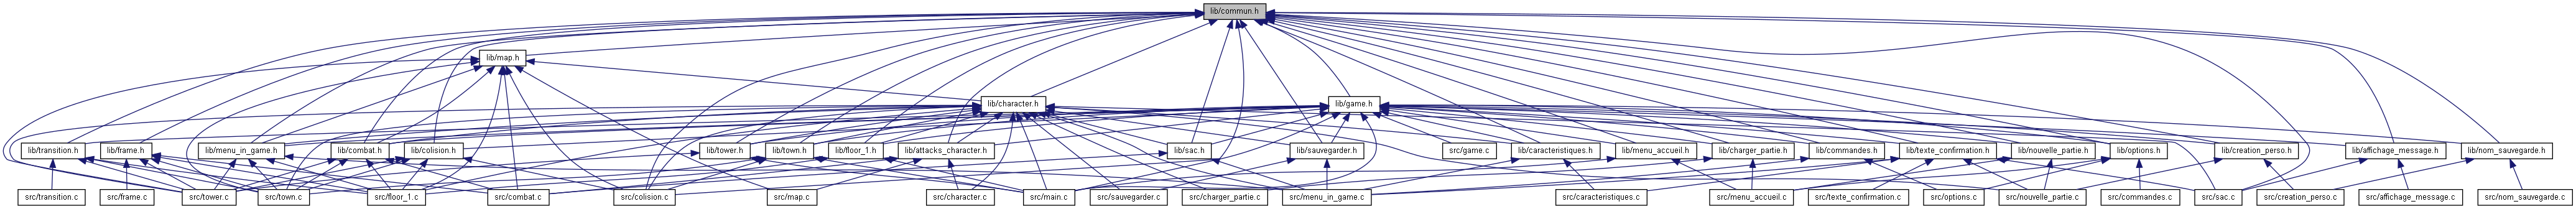 lib/commun.h
lib/map.h
lib/character.h
lib/game.h
lib/transition.h
lib/frame.h
lib/menu_in_game.h
lib/combat.h
lib/colision.h
lib/tower.h
lib/town.h
lib/floor_1.h
lib/attacks_character.h
lib/sac.h
lib/sauvegarder.h
src/game.c
lib/caracteristiques.h
lib/menu_accueil.h
lib/charger_partie.h
lib/commandes.h
lib/texte_confirmation.h
lib/nouvelle_partie.h
lib/options.h
lib/creation_perso.h
lib/affichage_message.h
lib/nom_sauvegarde.h
src/transition.c
src/frame.c
src/tower.c
src/town.c
src/floor_1.c
src/combat.c
src/colision.c
src/map.c
src/character.c
src/main.c
src/sauvegarder.c
src/charger_partie.c
src/menu_in_game.c
src/caracteristiques.c
src/menu_accueil.c
src/texte_confirmation.c
src/options.c
src/nouvelle_partie.c
src/commandes.c
src/sac.c
src/creation_perso.c
src/affichage_message.c
src/nom_sauvegarde.c